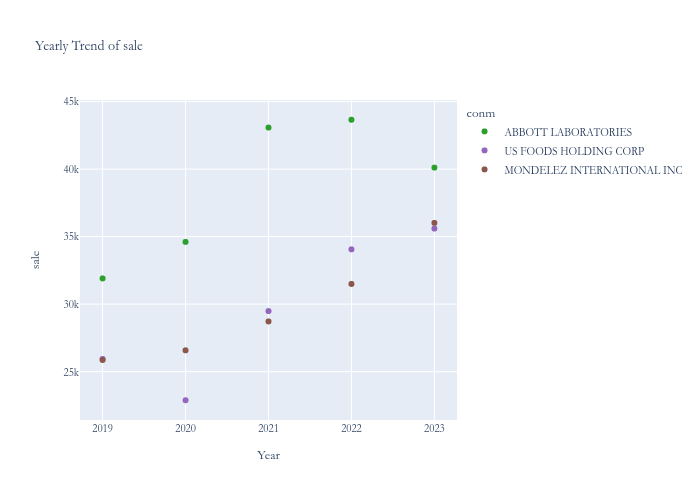 Yearly Trend of sale
45k
40k
35k
30k
25k
sale
2019 2020 2021 2022 2023
Year
conm
ABBOTT LABORATORIES
US FOODS HOLDING CORP
MONDELEZ INTERNATIONAL INC